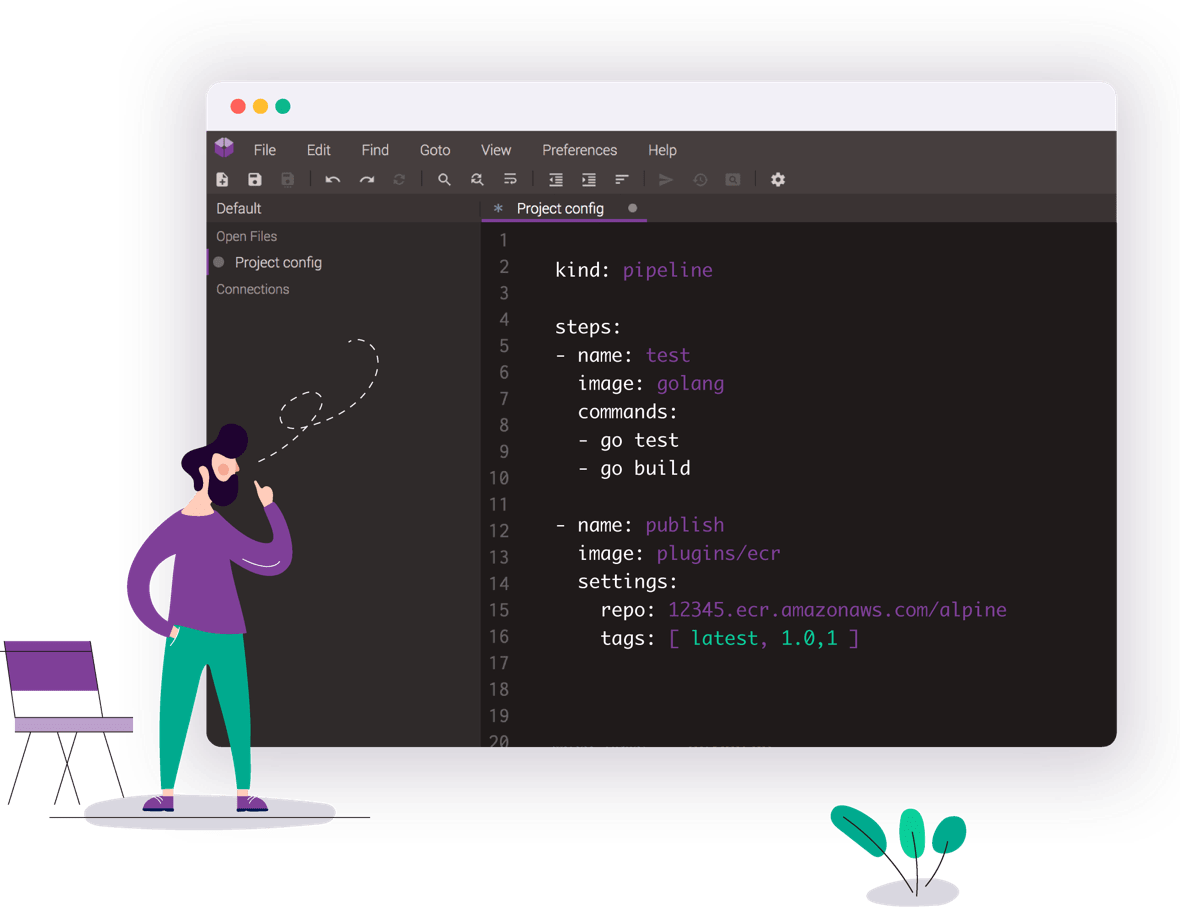 File Edit Find Goto View Preferences Help
Default
* Project config
Open Files
Project config
Connections
1
2
3
4
5
6
7
8
9
10
11
12
13
14
15
16
17
18
19
20
kind: pipeline
steps:
- name: test
image: golang
commands:
- go test
- go build
- name: publish
image: plugins/ecr
settings:
repo: 12345.ecr.amazonaws.com/alpine
tags: [ latest, 1.0,1 ]